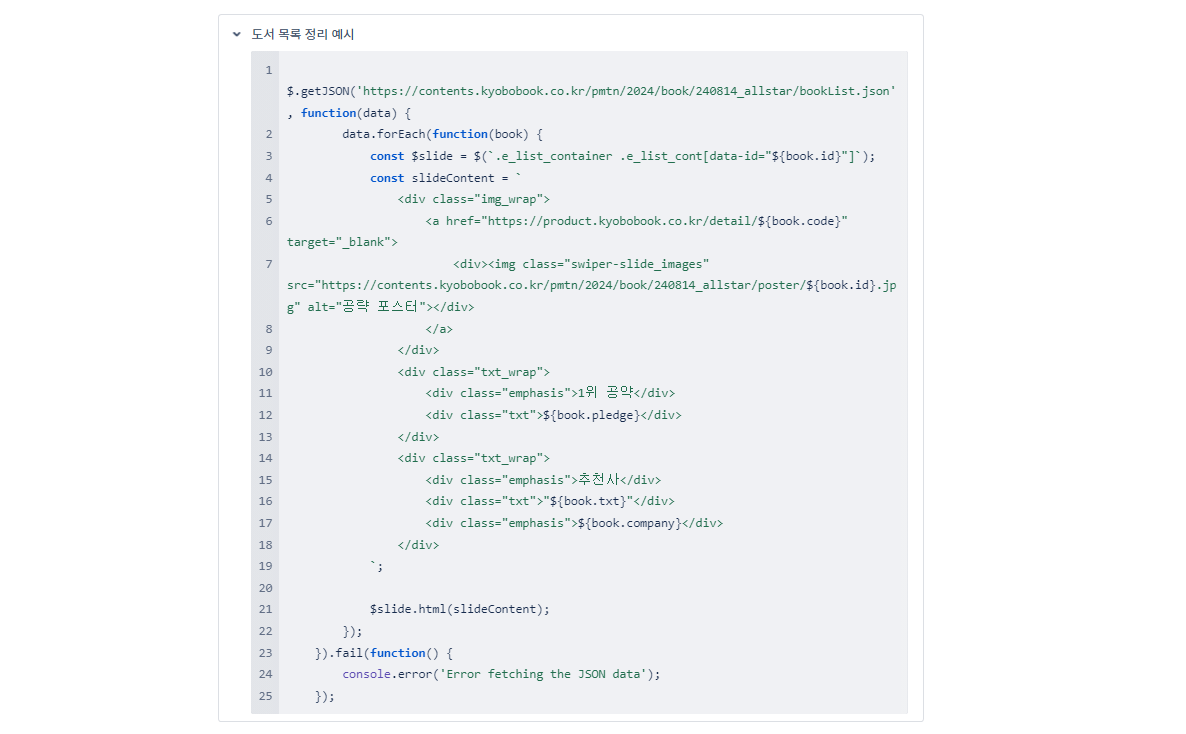 도서 목록 정리 예시
1
$.getJSON('https://contents.kyobobook.co.kr/pmtn/2024/book/240814_allstar/bookList.json'
, function(data) {
2 data.forEach(function(book) {
3 const $slide = $(`.e_list_container .e_list_cont[data-id="${book.id}"]`);
4 const slideContent = `
5 <div class="img_wrap">
6 <a href="https://product.kyobobook.co.kr/detail/${book.code}"
target="_blank">
7 <div><img class="swiper-slide_images"
src="https://contents.kyobobook.co.kr/pmtn/2024/book/240814_allstar/poster/${book.id}.jp
g" alt="공략 포스터"></div>
8 </a>
9 </div>
10 <div class="txt_wrap">
11 <div class="emphasis">1위 공약</div>
12 <div class="txt">${book.pledge}</div>
13 </div>
14 <div class="txt_wrap">
15 <div class="emphasis">추천사</div>
16 <div class="txt">"${book.txt}"</div>
17 <div class="emphasis">${book.company}</div>
18 </div>
19 `;
20
21 $slide.html(slideContent);
22 });
23 }).fail(function() {
24 console.error('Error fetching the JSON data');
25 });